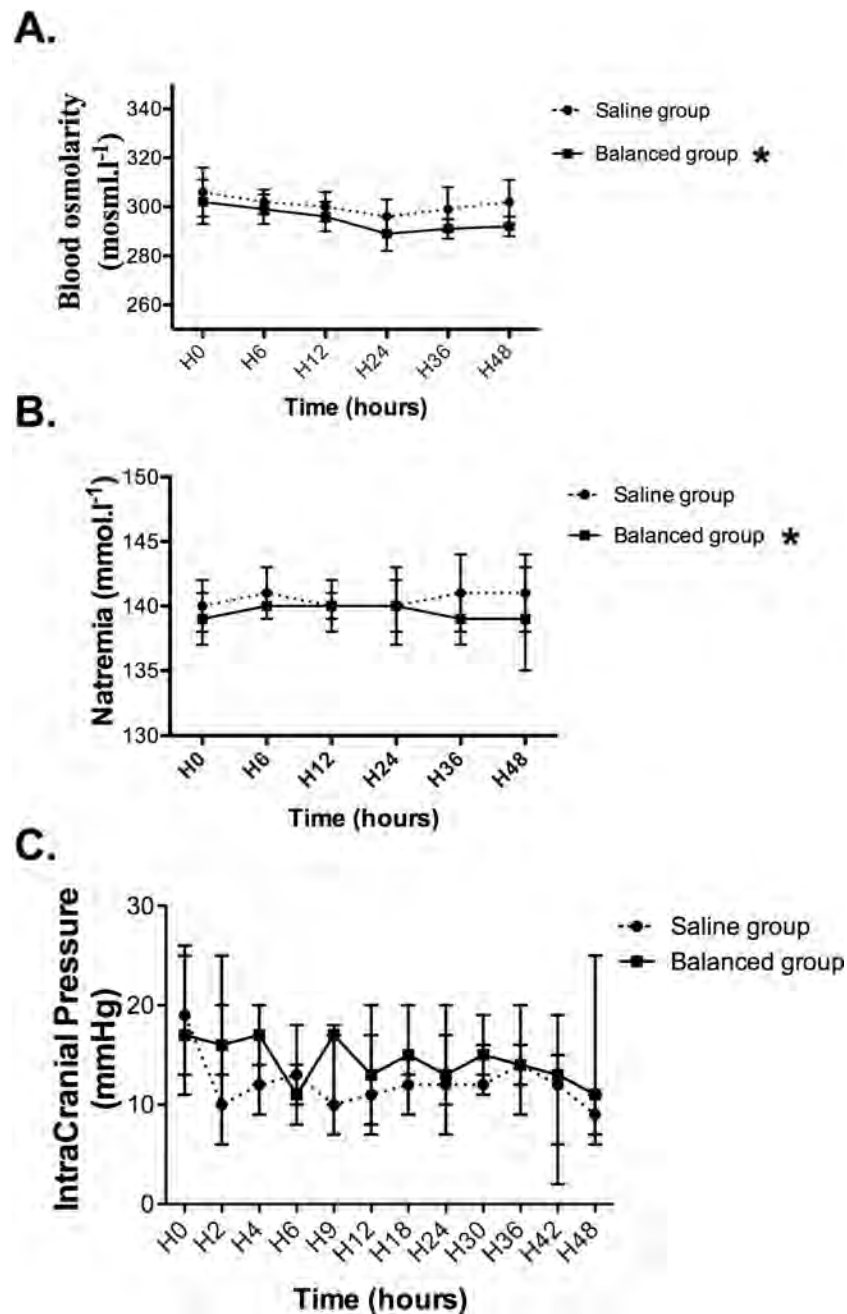 A.
Blood osmolarity
(mosml.l⁻¹)
340
320
300
280
260
H0
H6
H12
H24
H36
H48
Time (hours)
Saline group
Balanced group *
B.
Natremia (mmol.l⁻¹)
150
145
140
135
130
H0
H6
H12
H24
H36
H48
Time (hours)
Saline group
Balanced group *
C.
IntraCranial Pressure
(mmHg)
30
20
10
0
H0
H2
H4
H6
H9
H12
H18
H24
H30
H36
H42
H48
Time (hours)
Saline group
Balanced group